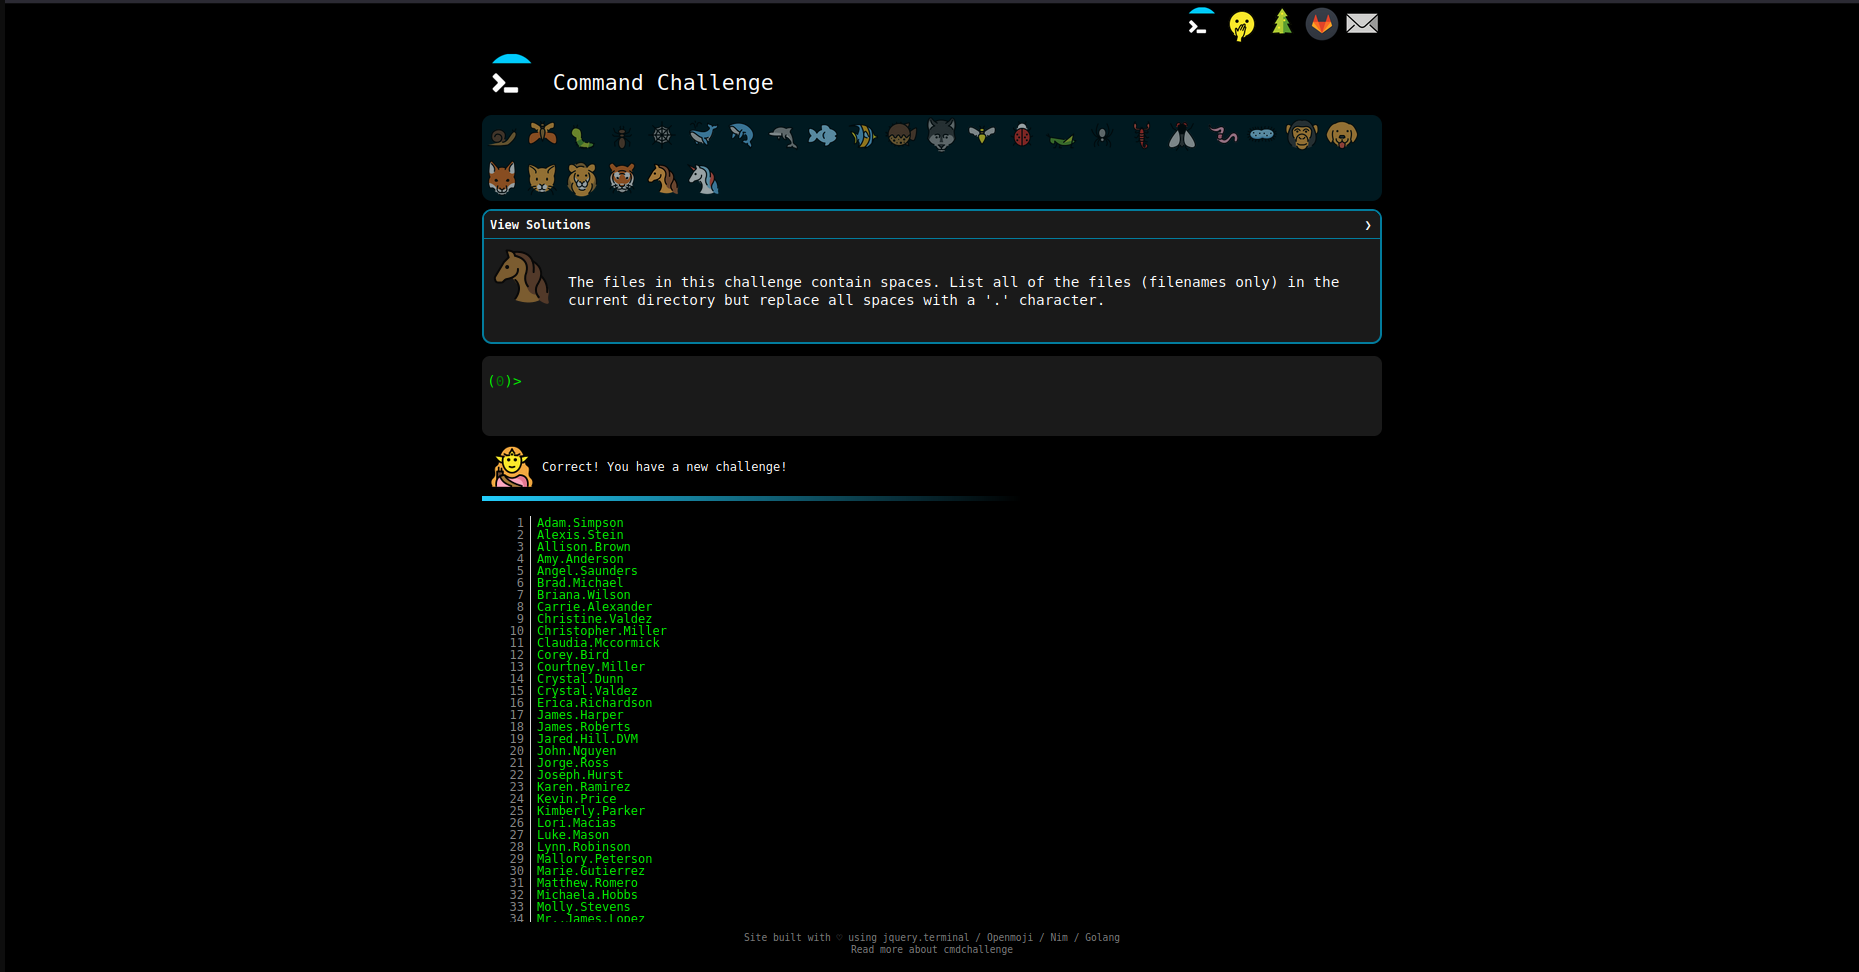 Command Challenge
View Solutions ❯
The files in this challenge contain spaces. List all of the files (filenames only) in the
current directory but replace all spaces with a '.' character.
(0)>
Correct! You have a new challenge!
1 Adam.Simpson
2 Alexis.Stein
3 Allison.Brown
4 Amy.Anderson
5 Angel.Saunders
6 Brad.Michael
7 Briana.Wilson
8 Carrie.Alexander
9 Christine.Valdez
10 Christopher.Miller
11 Claudia.Mccormick
12 Corey.Bird
13 Courtney.Miller
14 Crystal.Dunn
15 Crystal.Valdez
16 Erica.Richardson
17 James.Harper
18 James.Roberts
19 Jared.Hill.DVM
20 John.Nguyen
21 Jorge.Ross
22 Joseph.Hurst
23 Karen.Ramirez
24 Kevin.Price
25 Kimberly.Parker
26 Lori.Macias
27 Luke.Mason
28 Lynn.Robinson
29 Mallory.Peterson
30 Marie.Gutierrez
31 Matthew.Romero
32 Michaela.Hobbs
33 Molly.Stevens
34 Mr..James.Lopez
Site built with ♡ using jquery.terminal / Openmoji / Nim / Golang
Read more about cmdchallenge